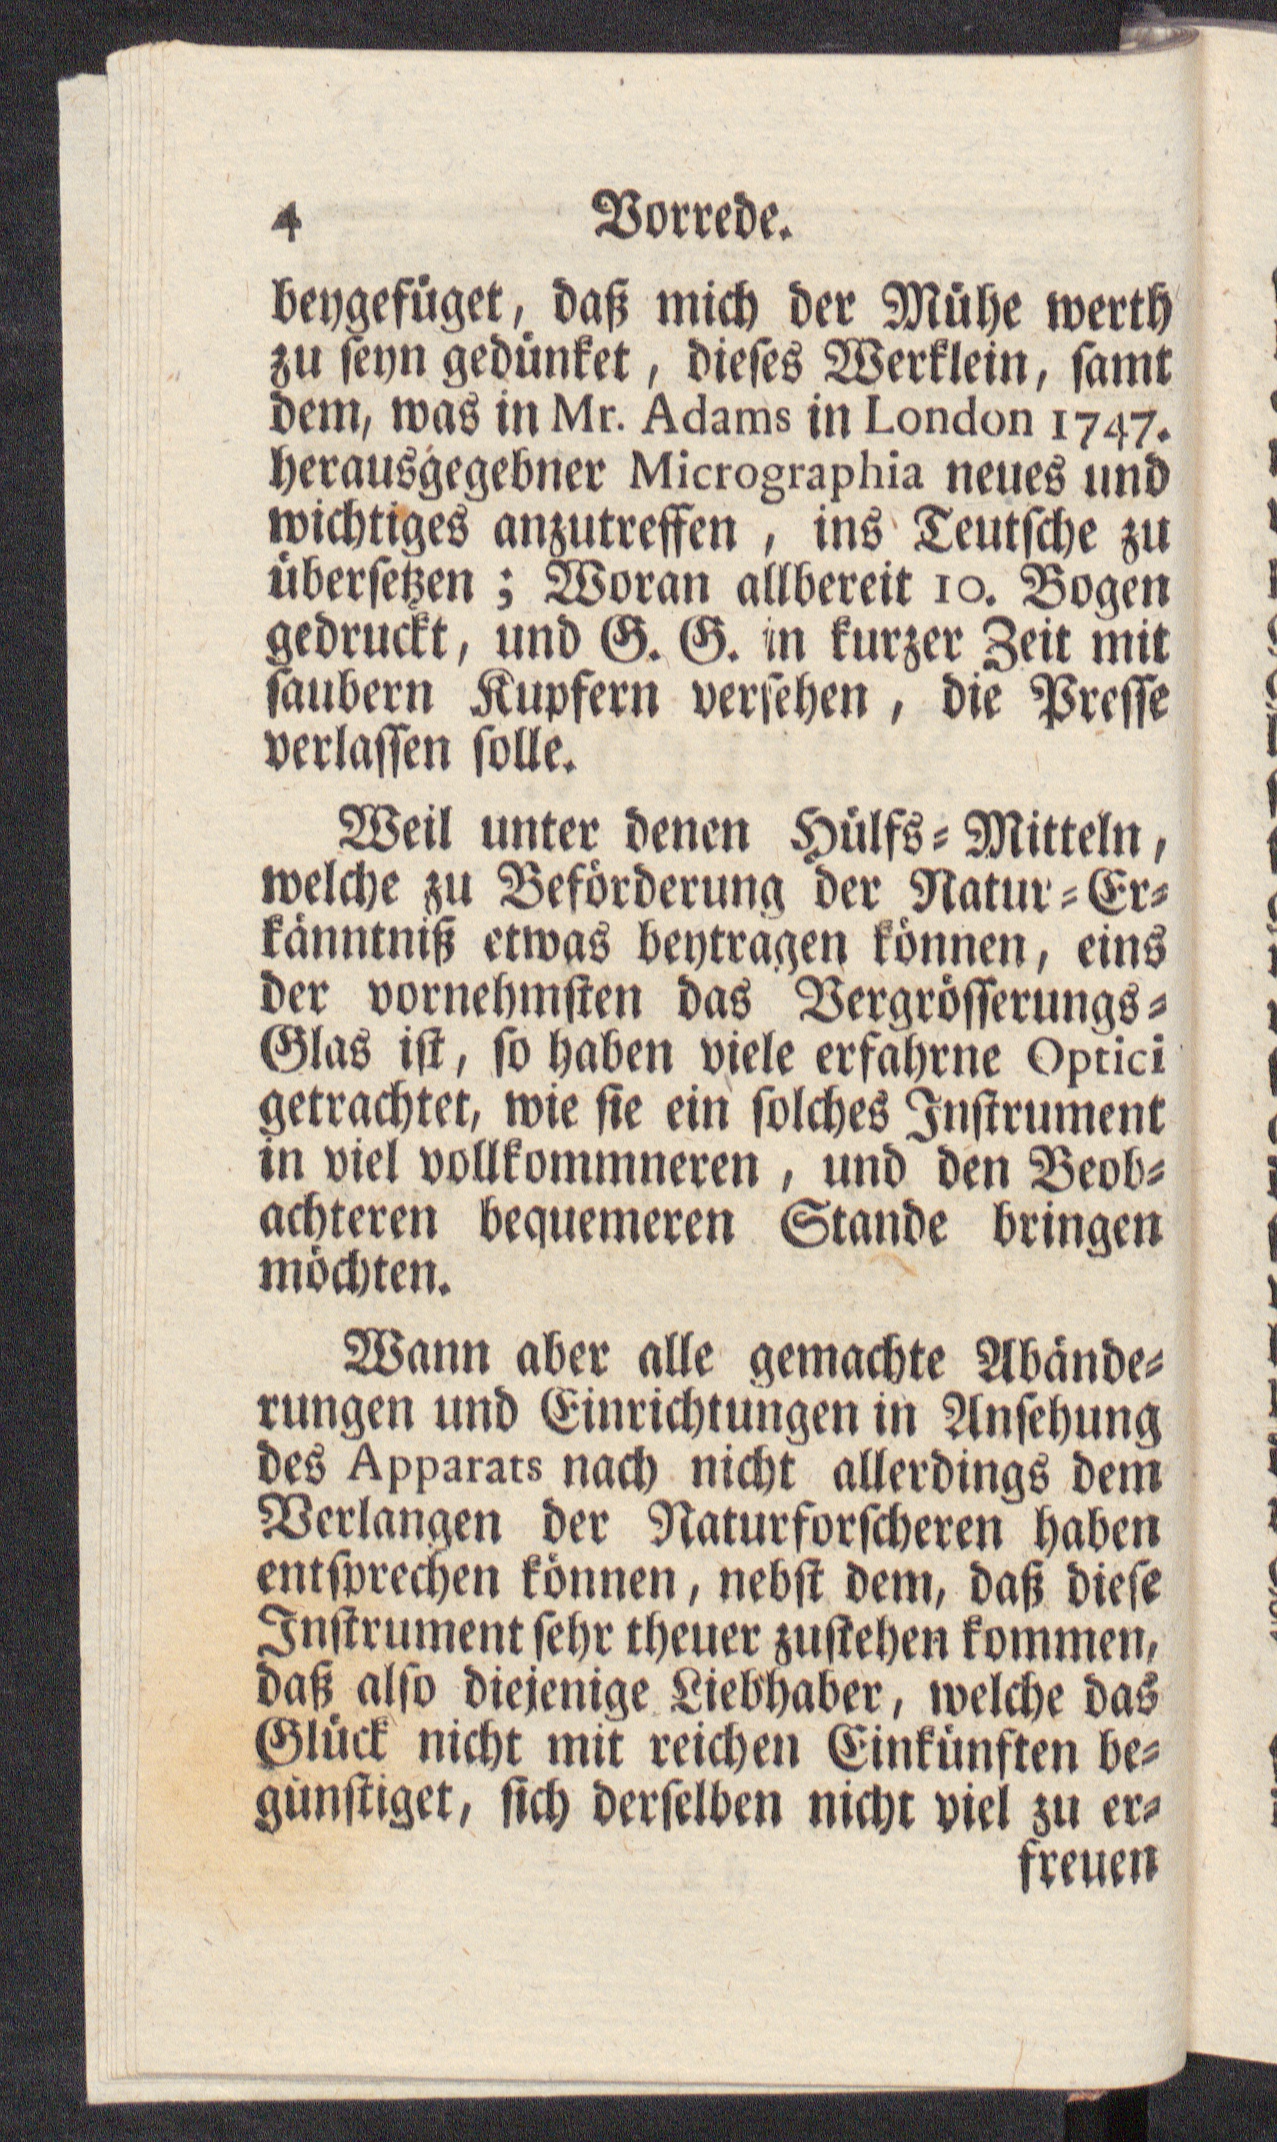 4 Vorrede.
beygefüget, daß mich der Mühe werth
zu ſeyn gedünket, dieſes Werklein, ſamt
dem, was in Mr. Adams in London 1747.
herausgegebner Micrographia neues und
wichtiges anzutreffen, ins Teutſche zu
überſetzen; Woran allbereit 10. Bogen
gedruckt, und G. G. in kurzer Zeit mit
ſaubern Kupfern verſehen, die Preſſe
verlaſſen ſolle.
Weil unter denen Hülfs-Mitteln,
welche zu Beförderung der Natur-Er-
känntniß etwas beytragen können, eins
der vornehmſten das Vergröſſerungs-
Glas iſt, ſo haben viele erfahrne Optici
getrachtet, wie ſie ein ſolches Inſtrument
in viel vollkommneren, und den Beob-
achteren bequemeren Stande bringen
möchten.
Wann aber alle gemachte Abände-
rungen und Einrichtungen in Anſehung
des Apparats nach nicht allerdings dem
Verlangen der Naturforſcheren haben
entſprechen können, nebſt dem, daß dieſe
Inſtrument ſehr theuer zuſtehen kommen,
daß alſo diejenige Liebhaber, welche das
Glück nicht mit reichen Einkünften be-
günſtiget, ſich derſelben nicht viel zu er-
freuen